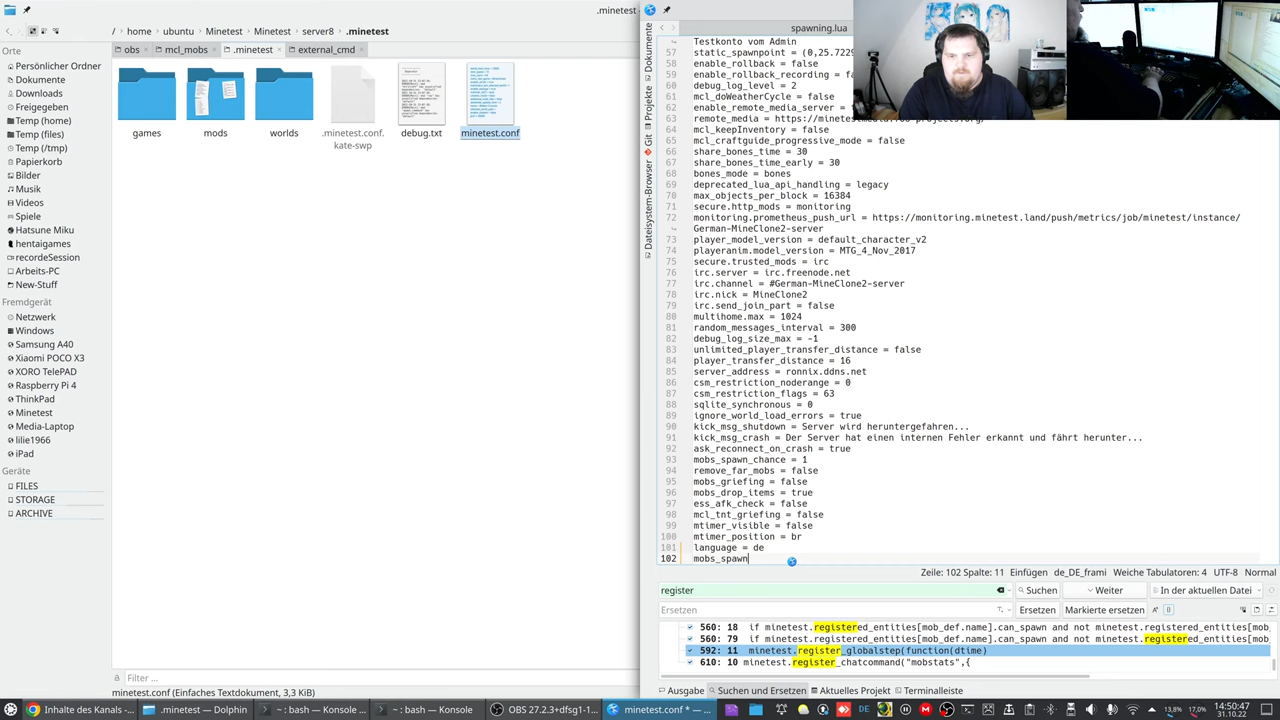 .minetest
/ home ubuntu Minetest Minetest server8 .minetest
obs mcl_mobs .minetest external_cmd
Orte
Persönlicher Ordner
Dokumente
Downloads
Freigegeben
Temp (home)
Temp (files)
Temp (/tmp)
Papierkorb
Bilder
Musik
Videos
Spiele
Hatsune Miku
hentaigames
recordeSession
Arbeits-PC
New-Stuff
Fremdgerät
Netzwerk
Windows
Samsung A40
Xiaomi POCO X3
XORO TelePAD
Raspberry Pi 4
ThinkPad
Minetest
Media-Laptop
lilie1966
Geräte
FILES
STORAGE
ARCHIVE
games mods worlds .minetest.conf.kate-swp debug.txt minetest.conf
Filter ...
minetest.conf (Einfaches Textdokument, 3,3 KiB)
spawning.lua
Dokumente
Projekte
Git
Dateisystem-Browser
Testkonto vom Admin
57 static_spawnpoint = (0,25.7229
58 enable_rollback = false
59 enable_rollback_recording = fa
60 debug_log_level = 2
61 mcl_doWeatherCycle = false
62 enable_remote_media_server =
63 remote_media =
64 mcl_keepInventory = false
65 mcl_craftguide_progressive_mode = false
66 share_bones_time = 30
67 share_bones_time_early = 30
68 bones_mode = bones
69 deprecated_lua_api_handling = legacy
70 max_objects_per_block = 16384
71 secure.http_mods = monitoring
72 monitoring.prometheus_push_url = https://monitoring.minetest.land/push/metrics/job/minetest/instance/
German-MineClone2-server
73 player_model_version = default_character_v2
74 playeranim.model_version = MTG_4_Nov_2017
75 secure.trusted_mods = irc
76 irc.server = irc.freenode.net
77 irc.channel = #German-MineClone2-server
78 irc.nick = MineClone2
79 irc.send_join_part = false
80 multihome.max = 1024
81 random_messages_interval = 300
82 debug_log_size_max = -1
83 unlimited_player_transfer_distance = false
84 player_transfer_distance = 16
85 server_address = ronnix.ddns.net
86 csm_restriction_noderange = 0
87 csm_restriction_flags = 63
88 sqlite_synchronous = 0
89 ignore_world_load_errors = true
90 kick_msg_shutdown = Server wird heruntergefahren...
91 kick_msg_crash = Der Server hat einen internen Fehler erkannt und fährt herunter...
92 ask_reconnect_on_crash = true
93 mobs_spawn_chance = 1
94 remove_far_mobs = false
95 mobs_griefing = false
96 mobs_drop_items = true
97 ess_afk_check = false
98 mcl_tnt_griefing = false
99 mtimer_visible = false
100 mtimer_position = br
101 language = de
102 mobs_spawn
Zeile: 102 Spalte: 11 Einfügen de_DE_frami Weiche Tabulatoren: 4 UTF-8 Normal
register Suchen Weiter In der aktuellen Datei
Ersetzen Ersetzen Markierte ersetzen
560: 18 if minetest.registered_entities[mob_def.name].can_spawn and not minetest.registered_entities[mob_
560: 79 if minetest.registered_entities[mob_def.name].can_spawn and not minetest.registered_entities[mob_
592: 11 minetest.register_globalstep(function(dtime)
610: 10 minetest.register_chatcommand("mobstats",{
Ausgabe Suchen und Ersetzen Aktuelles Projekt Terminalleiste
Inhalte des Kanals -... .minetest — Dolphin ~ : bash — Konsole ~ : bash — Konsole OBS 27.2.3+dfsg1-1... minetest.conf * — ... DE 13,8% 17,0% 14:50:47
31.10.22